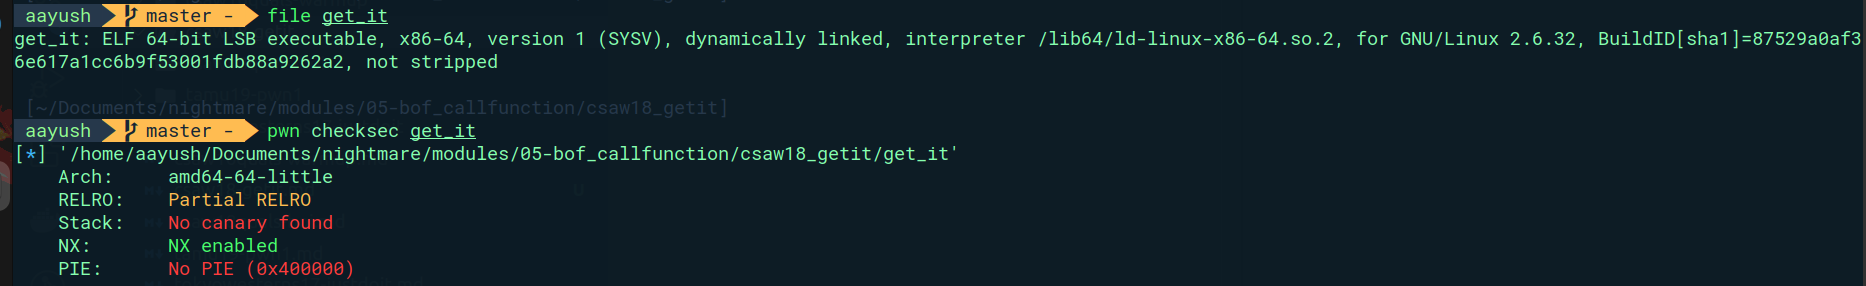 aayush master - file get_it
get_it: ELF 64-bit LSB executable, x86-64, version 1 (SYSV), dynamically linked, interpreter /lib64/ld-linux-x86-64.so.2, for GNU/Linux 2.6.32, BuildID[sha1]=87529a0af3
6e617a1cc6b9f53001fdb88a9262a2, not stripped
[~/Documents/nightmare/modules/05-bof_callfunction/csaw18_getit]
aayush master - pwn checksec get_it
[*] '/home/aayush/Documents/nightmare/modules/05-bof_callfunction/csaw18_getit/get_it'
Arch: amd64-64-little
RELRO: Partial RELRO
Stack: No canary found
NX: NX enabled
PIE: No PIE (0x400000)